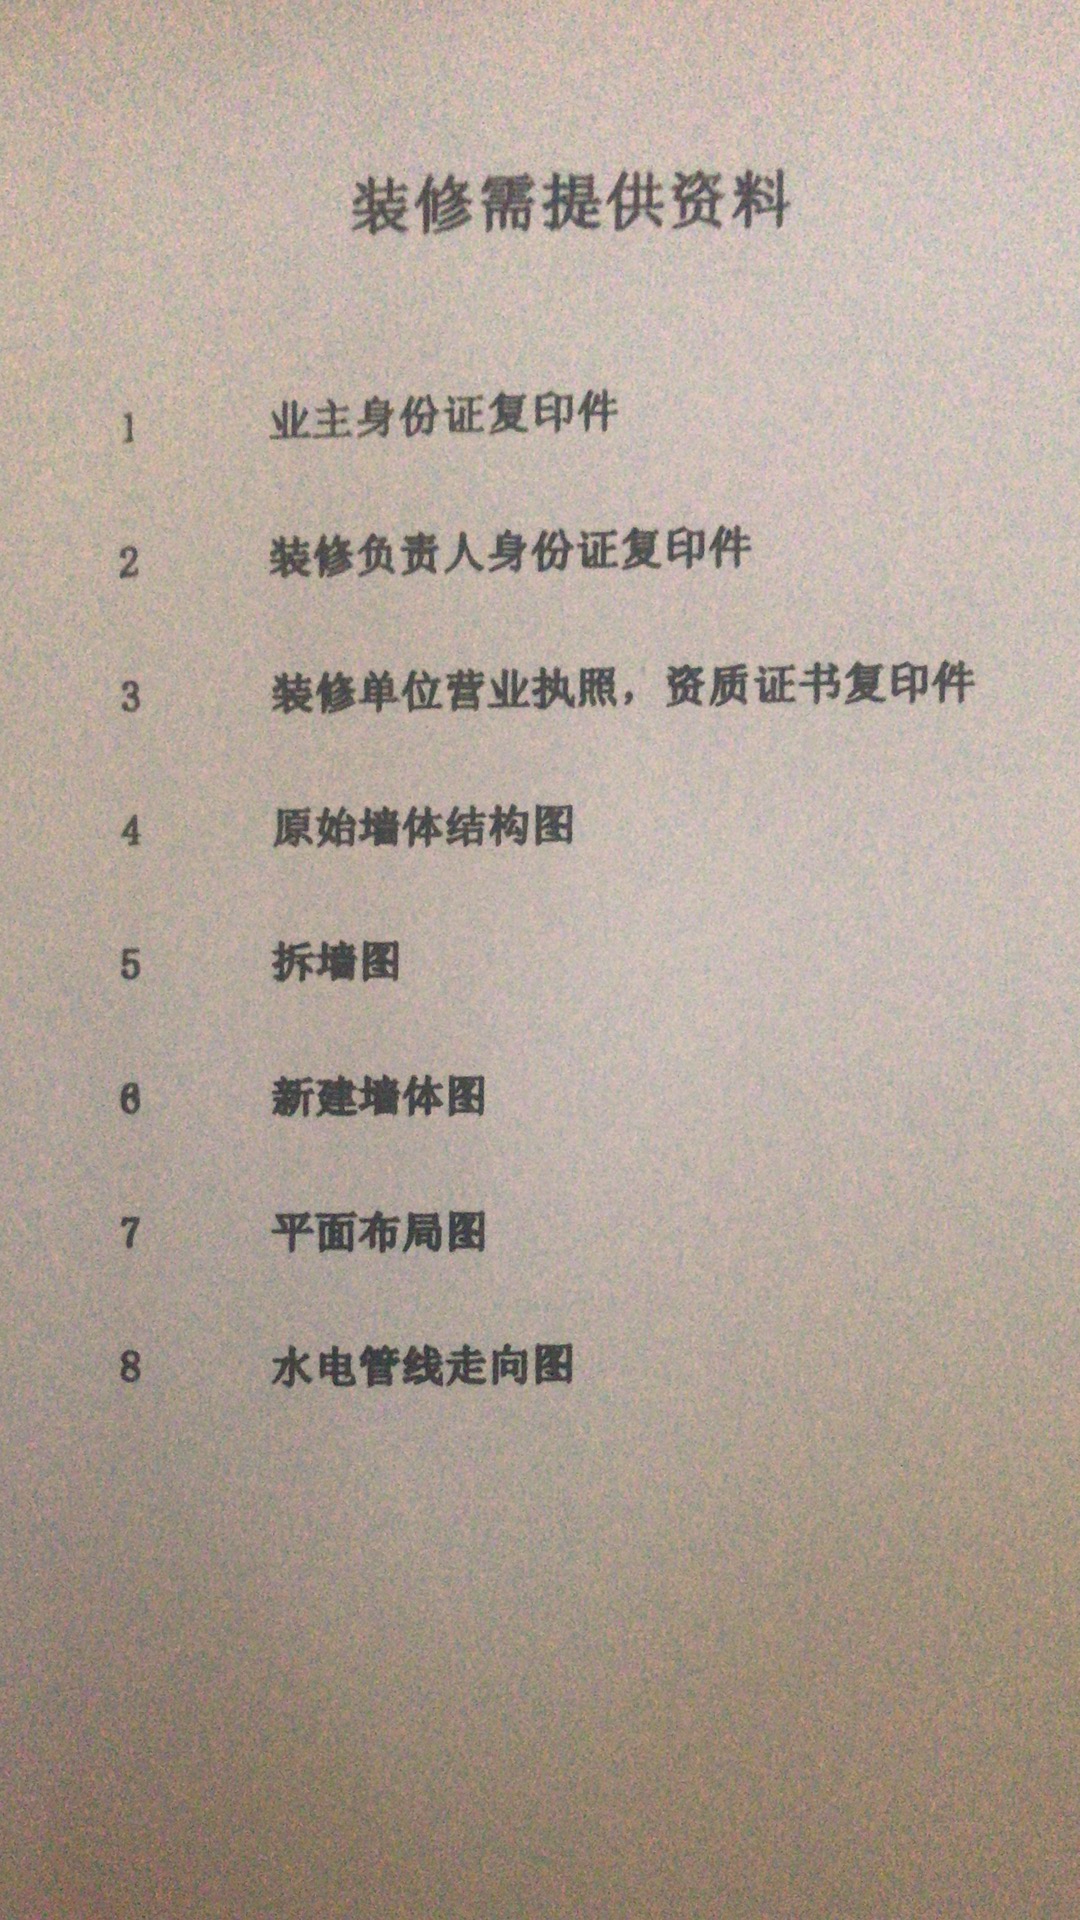 装修需提供资料
1 业主身份证复印件
2 装修负责人身份证复印件
3 装修单位营业执照，资质证书复印件
4 原始墙体结构图
5 拆墙图
6 新建墙体图
7 平面布局图
8 水电管线走向图